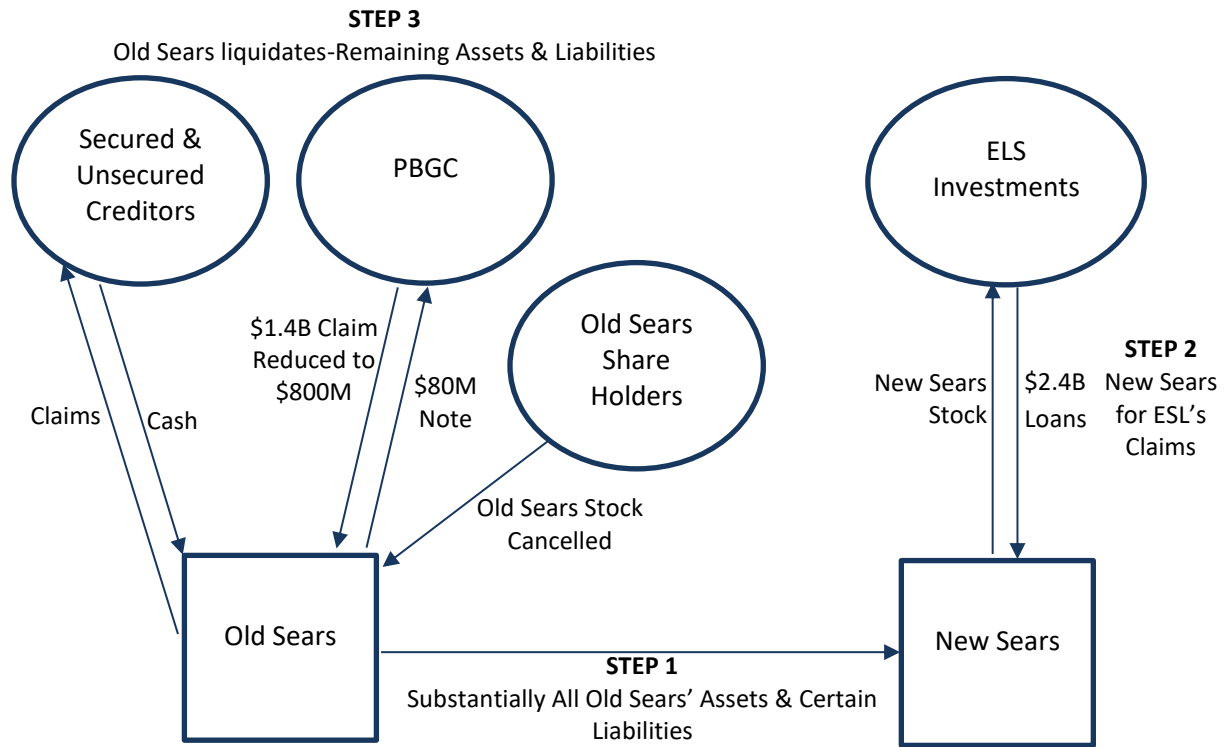 STEP 3
Old Sears liquidates-Remaining Assets & Liabilities
Secured &
Unsecured
Creditors
PBGC
ELS
Investments
Old Sears
Share
Holders
$1.4B Claim
Reduced to
$800M
$80M
Note
Claims
Cash
New Sears
Stock
$2.4B
Loans
STEP 2
New Sears
for ESL’s
Claims
Old Sears Stock
Cancelled
Old Sears
New Sears
STEP 1
Substantially All Old Sears’ Assets & Certain
Liabilities